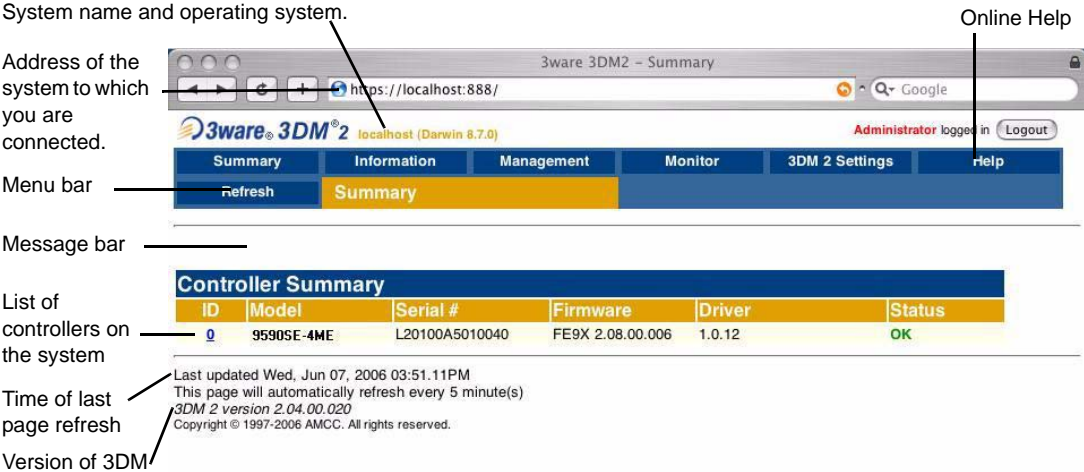 System name and operating system.
Online Help
Address of the
system to which
you are
connected.
Menu bar
Message bar
List of
controllers on
the system
Time of last
page refresh
Version of 3DM
3ware 3DM2 – Summary
https://localhost:888/
Google
3ware® 3DM®2 localhost (Darwin 8.7.0)
Administrator logged in Logout
Summary Information Management Monitor 3DM 2 Settings Help
Refresh Summary
Controller Summary
ID Model Serial # Firmware Driver Status
0 9590SE-4ME L20100A5010040 FE9X 2.08.00.006 1.0.12 OK
Last updated Wed, Jun 07, 2006 03:51.11PM
This page will automatically refresh every 5 minute(s)
3DM 2 version 2.04.00.020
Copyright © 1997-2006 AMCC. All rights reserved.